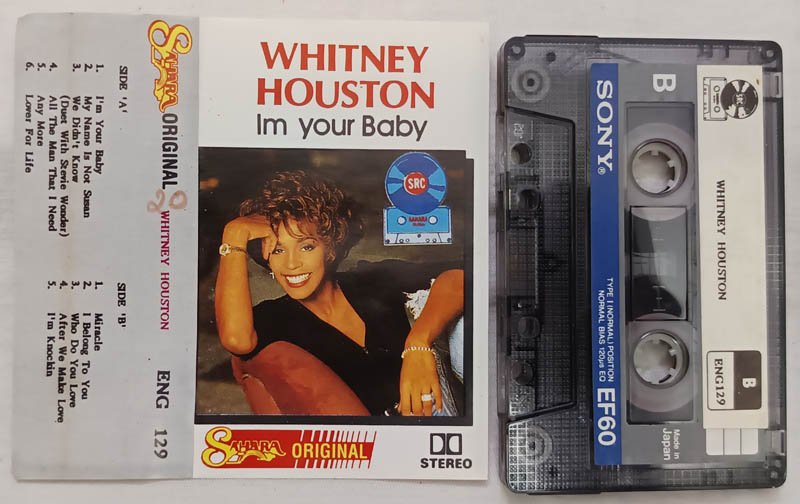 SAHARA ORIGINAL WHITNEY HOUSTON ENG 129
SIDE 'A'
1. I'm Your Baby
2. My Name Is Not Susan
3. We Didn't Know
(Duet With Stevie Wonder)
4. All The Man That I Need
5. Any More
6. Lover For Life
SIDE 'B'
1. Miracle
2. I Belong To You
3. Who Do You Love
4. After We Make Love
5. I'm Knockin
WHITNEY
HOUSTON
Im your Baby
SRC
SAHARA
SAHARA ORIGINAL
STEREO
B
SONY
TYPE I (NORMAL) POSITION
NORMAL BIAS 120µs EQ
EF60
SRC
WHITNEY HOUSTON
B
ENG129
Made in
Japan